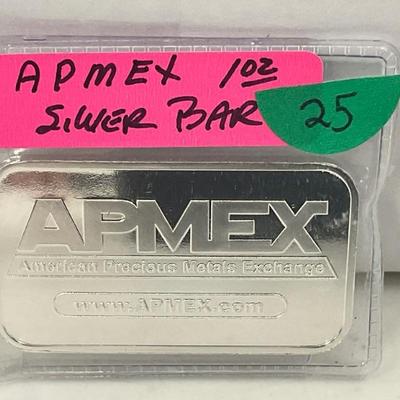 APMEX 1oz
SILVER BAR
25
APMEX
American Precious Metals Exchange
www.APMEX.com